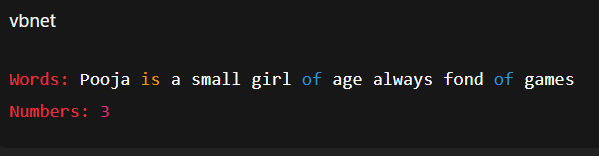 vbnet
Words: Pooja is a small girl of age always fond of games
Numbers: 3